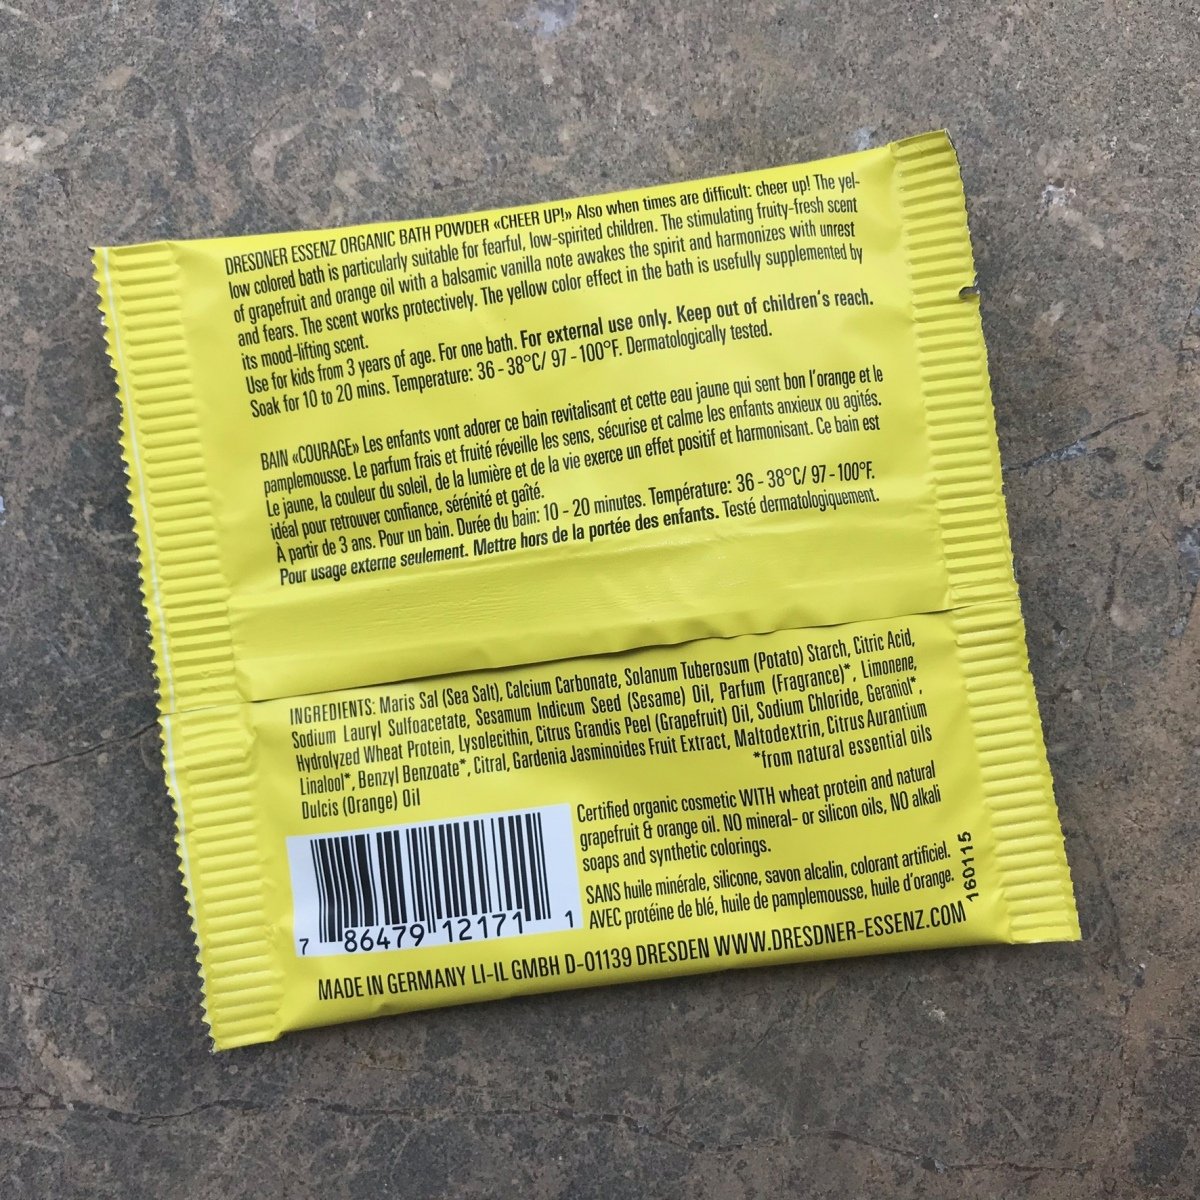 DRESDNER ESSENZ ORGANIC BATH POWDER «CHEER UP!» Also when times are difficult: cheer up! The yel-
low colored bath is particularly suitable for fearful, low-spirited children. The stimulating fruity-fresh scent
of grapefruit and orange oil with a balsamic vanilla note awakes the spirit and harmonizes with unrest
and fears. The scent works protectively. The yellow color effect in the bath is usefully supplemented by
its mood-lifting scent.
Use for kids from 3 years of age. For one bath. For external use only. Keep out of children's reach.
Soak for 10 to 20 mins. Temperature: 36 - 38°C/ 97 - 100°F. Dermatologically tested.
BAIN «COURAGE» Les enfants vont adorer ce bain revitalisant et cette eau jaune qui sent bon l'orange et le
pamplemousse. Le parfum frais et fruité réveille les sens, sécurise et calme les enfants anxieux ou agités.
Le jaune, la couleur du soleil, de la lumière et de la vie exerce un effet positif et harmonisant. Ce bain est
idéal pour retrouver confiance, sérénité et gaîté.
À partir de 3 ans. Pour un bain. Durée du bain: 10 - 20 minutes. Température: 36 - 38°C/ 97 - 100°F.
Pour usage externe seulement. Mettre hors de la portée des enfants. Testé dermatologiquement.
INGREDIENTS: Maris Sal (Sea Salt), Calcium Carbonate, Solanum Tuberosum (Potato) Starch, Citric Acid,
Sodium Lauryl Sulfoacetate, Sesamum Indicum Seed (Sesame) Oil, Parfum (Fragrance)*, Limonene,
Hydrolyzed Wheat Protein, Lysolecithin, Citrus Grandis Peel (Grapefruit) Oil, Sodium Chloride, Geraniol*,
Linalool*, Benzyl Benzoate*, Citral, Gardenia Jasminoides Fruit Extract, Maltodextrin, Citrus Aurantium
Dulcis (Orange) Oil
*from natural essential oils
Certified organic cosmetic WITH wheat protein and natural
grapefruit & orange oil. NO mineral- or silicon oils, NO alkali
soaps and synthetic colorings.
SANS huile minérale, silicone, savon alcalin, colorant artificiel.
AVEC protéine de blé, huile de pamplemousse, huile d'orange.
160115
7 86479 12171 1
MADE IN GERMANY LI-IL GMBH D-01139 DRESDEN WWW.DRESDNER-ESSENZ.COM